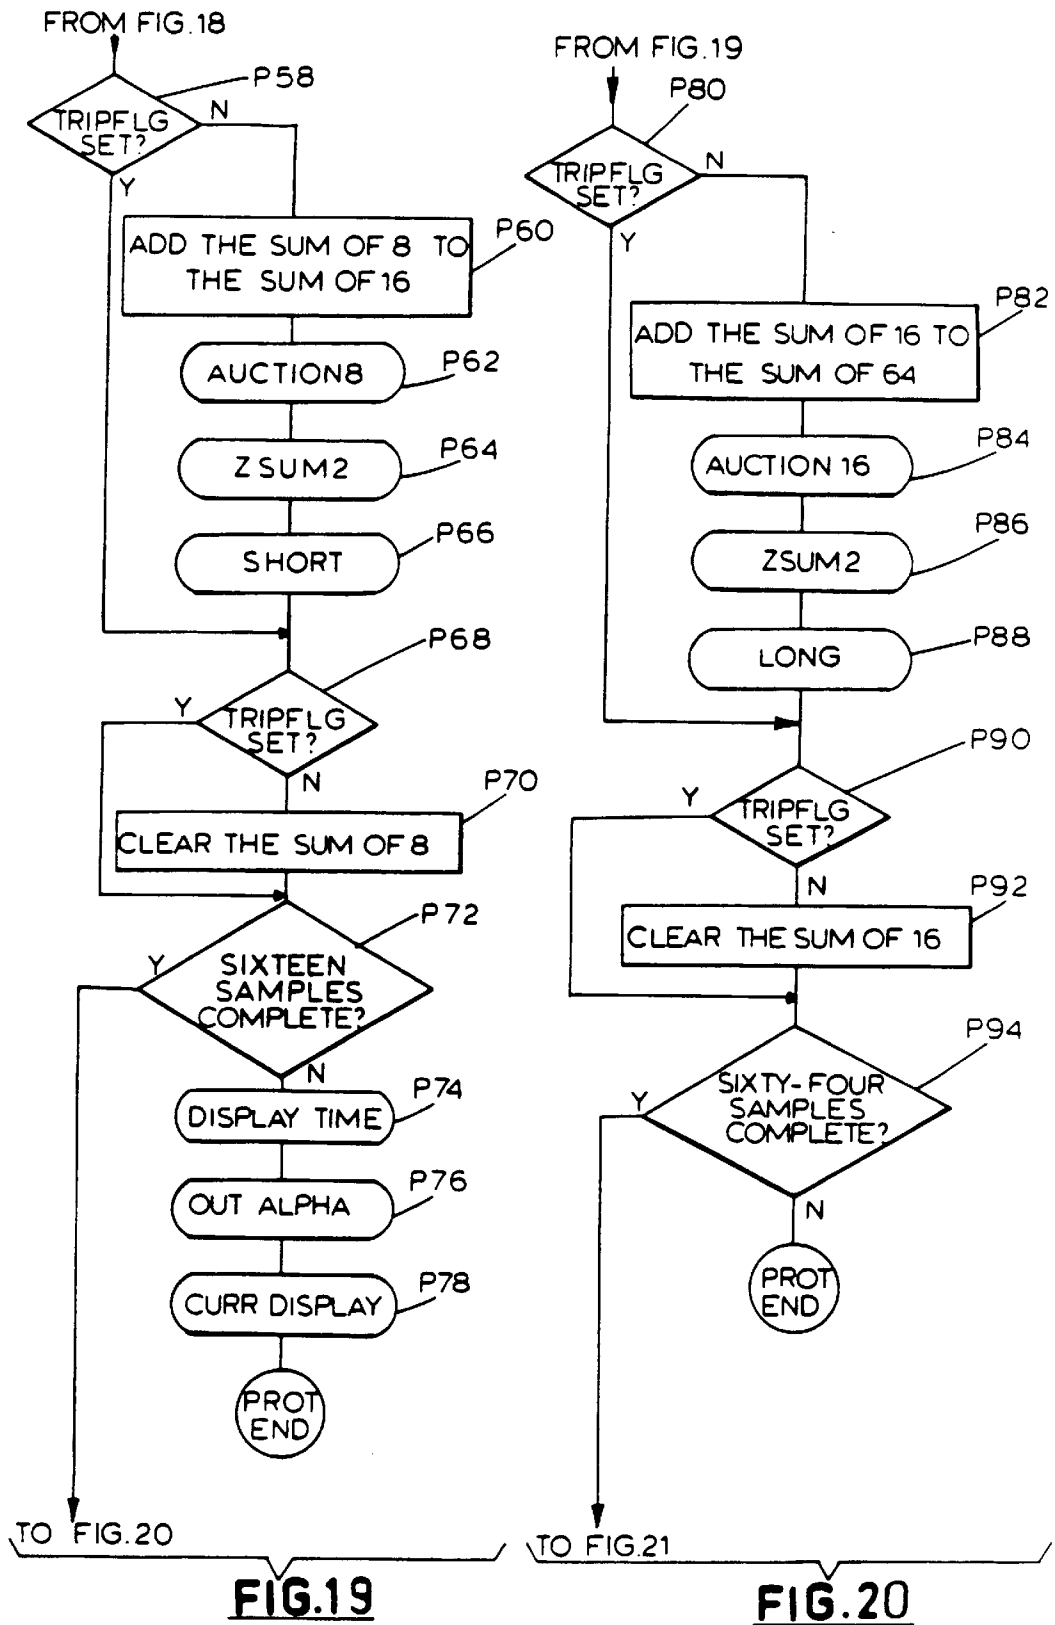 FROM FIG.18
P58
TRIPFLG
SET?
N
Y
P60
ADD THE SUM OF 8 TO
THE SUM OF 16
AUCTION8
P62
ZSUM2
P64
SHORT
P66
P68
Y
TRIPFLG
SET?
N
P70
CLEAR THE SUM OF 8
P72
Y
SIXTEEN
SAMPLES
COMPLETE?
N
P74
DISPLAY TIME
P76
OUT ALPHA
P78
CURR DISPLAY
PROT
END
TO FIG.20
FIG.19
FROM FIG.19
P80
TRIPFLG
SET?
N
Y
P82
ADD THE SUM OF 16 TO
THE SUM OF 64
P84
AUCTION 16
P86
ZSUM2
P88
LONG
P90
Y
TRIPFLG
SET?
N
P92
CLEAR THE SUM OF 16
P94
Y
SIXTY-FOUR
SAMPLES
COMPLETE?
N
PROT
END
TO FIG.21
FIG.20